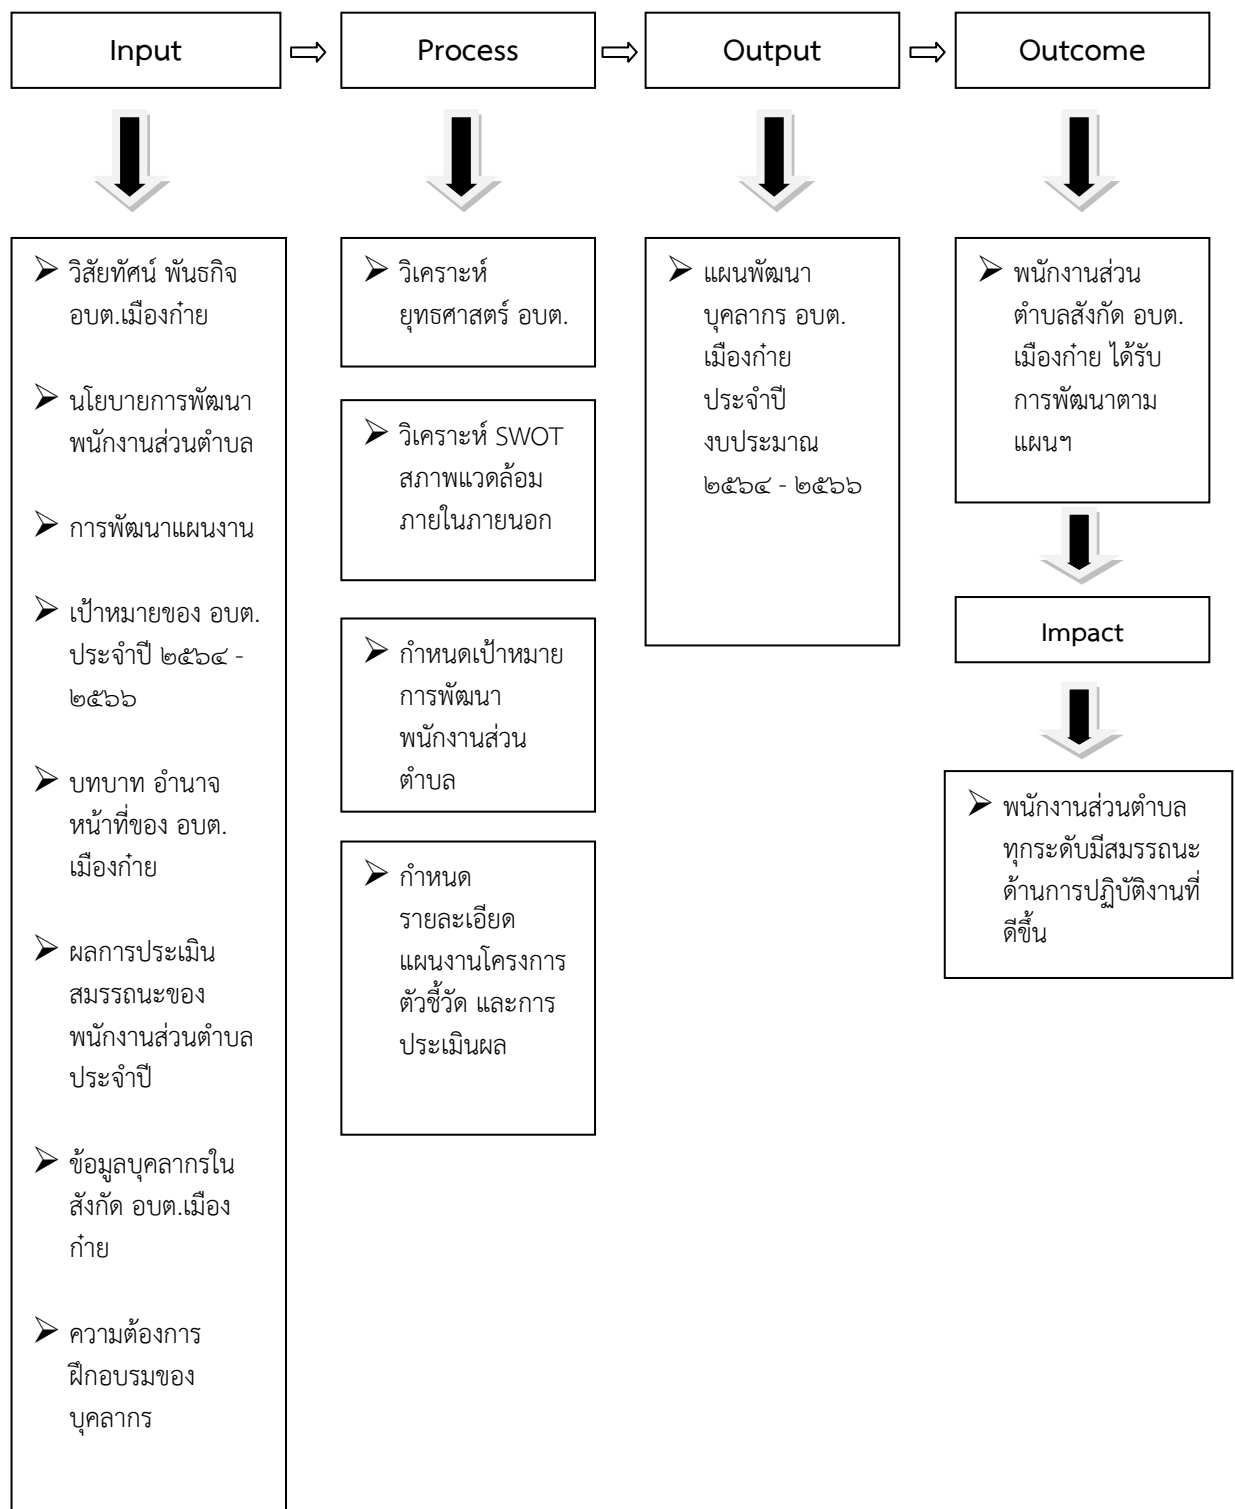 Input
Process
Output
Outcome
วิสัยทัศน์ พันธกิจ
อบต.เมืองก๋าย
นโยบายการพัฒนา
พนักงานส่วนตำบล
การพัฒนาแผนงาน
เป้าหมายของ อบต.
ประจำปี ๒๕๖๔ -
๒๕๖๖
บทบาท อำนาจ
หน้าที่ของ อบต.
เมืองก๋าย
ผลการประเมิน
สมรรถนะของ
พนักงานส่วนตำบล
ประจำปี
ข้อมูลบุคลากรใน
สังกัด อบต.เมือง
ก๋าย
ความต้องการ
ฝึกอบรมของ
บุคลากร
วิเคราะห์
ยุทธศาสตร์ อบต.
วิเคราะห์ SWOT
สภาพแวดล้อม
ภายในภายนอก
กำหนดเป้าหมาย
การพัฒนา
พนักงานส่วน
ตำบล
กำหนด
รายละเอียด
แผนงานโครงการ
ตัวชี้วัด และการ
ประเมินผล
แผนพัฒนา
บุคลากร อบต.
เมืองก๋าย
ประจำปี
งบประมาณ
๒๕๖๔ - ๒๕๖๖
พนักงานส่วน
ตำบลสังกัด อบต.
เมืองก๋าย ได้รับ
การพัฒนาตาม
แผนฯ
Impact
พนักงานส่วนตำบล
ทุกระดับมีสมรรถนะ
ด้านการปฏิบัติงานที่
ดีขึ้น